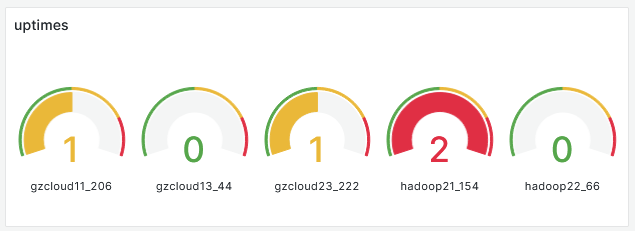 uptimes
1 0 1 2 0
gzcloud11_206 gzcloud13_44 gzcloud23_222 hadoop21_154 hadoop22_66